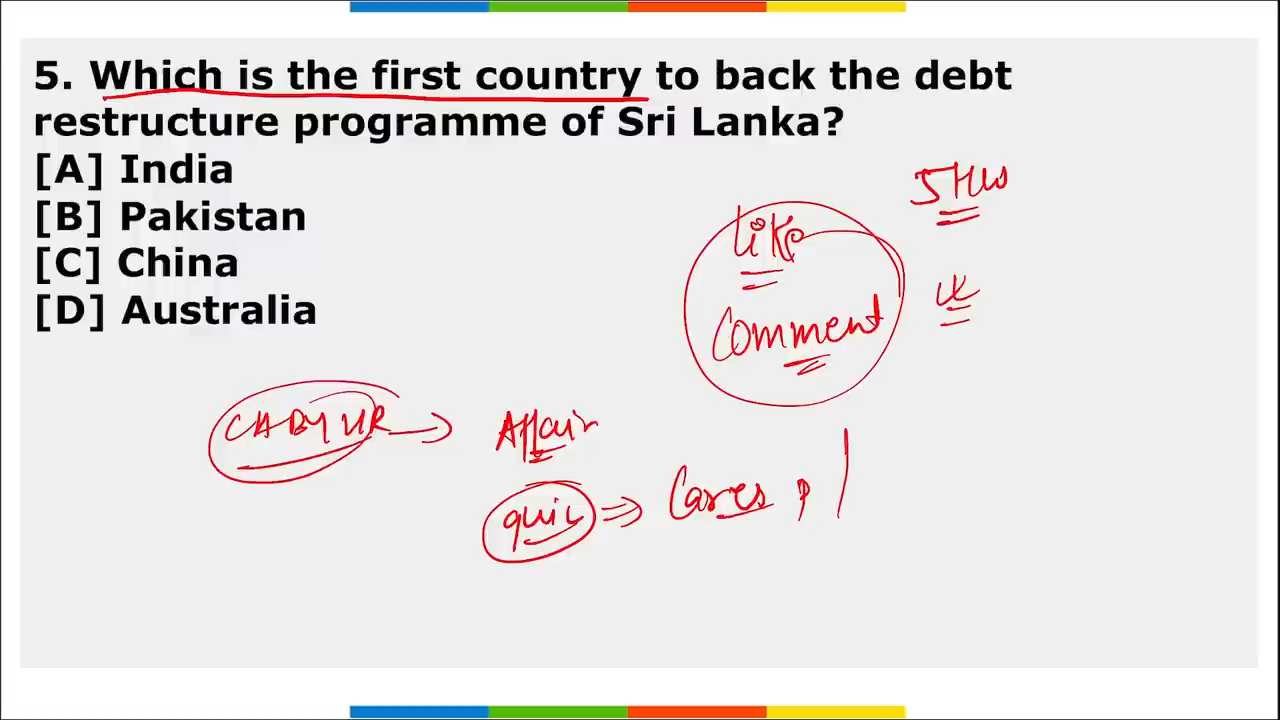 5. Which is the first country to back the debt
restructure programme of Sri Lanka?
[A] India
[B] Pakistan
[C] China
[D] Australia
like
Comment
Affair